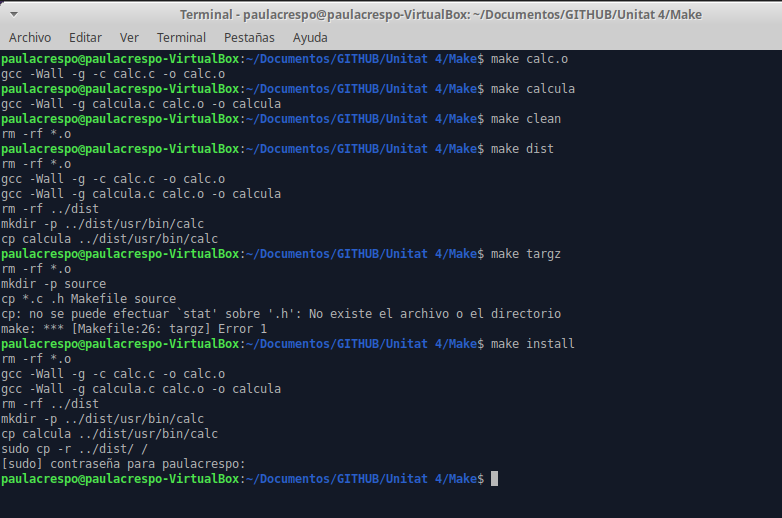 Terminal - paulacrespo@paulacrespo-VirtualBox: ~/Documentos/GITHUB/Unitat 4/Make
Archivo Editar Ver Terminal Pestañas Ayuda
paulacrespo@paulacrespo-VirtualBox:~/Documentos/GITHUB/Unitat 4/Make$ make calc.o
gcc -Wall -g -c calc.c -o calc.o
paulacrespo@paulacrespo-VirtualBox:~/Documentos/GITHUB/Unitat 4/Make$ make calcula
gcc -Wall -g calcula.c calc.o -o calcula
paulacrespo@paulacrespo-VirtualBox:~/Documentos/GITHUB/Unitat 4/Make$ make clean
rm -rf *.o
paulacrespo@paulacrespo-VirtualBox:~/Documentos/GITHUB/Unitat 4/Make$ make dist
rm -rf *.o
gcc -Wall -g -c calc.c -o calc.o
gcc -Wall -g calcula.c calc.o -o calcula
rm -rf ../dist
mkdir -p ../dist/usr/bin/calc
cp calcula ../dist/usr/bin/calc
paulacrespo@paulacrespo-VirtualBox:~/Documentos/GITHUB/Unitat 4/Make$ make targz
rm -rf *.o
mkdir -p source
cp *.c .h Makefile source
cp: no se puede efectuar `stat' sobre '.h': No existe el archivo o el directorio
make: *** [Makefile:26: targz] Error 1
paulacrespo@paulacrespo-VirtualBox:~/Documentos/GITHUB/Unitat 4/Make$ make install
rm -rf *.o
gcc -Wall -g -c calc.c -o calc.o
gcc -Wall -g calcula.c calc.o -o calcula
rm -rf ../dist
mkdir -p ../dist/usr/bin/calc
cp calcula ../dist/usr/bin/calc
sudo cp -r ../dist/ /
[sudo] contraseña para paulacrespo:
paulacrespo@paulacrespo-VirtualBox:~/Documentos/GITHUB/Unitat 4/Make$